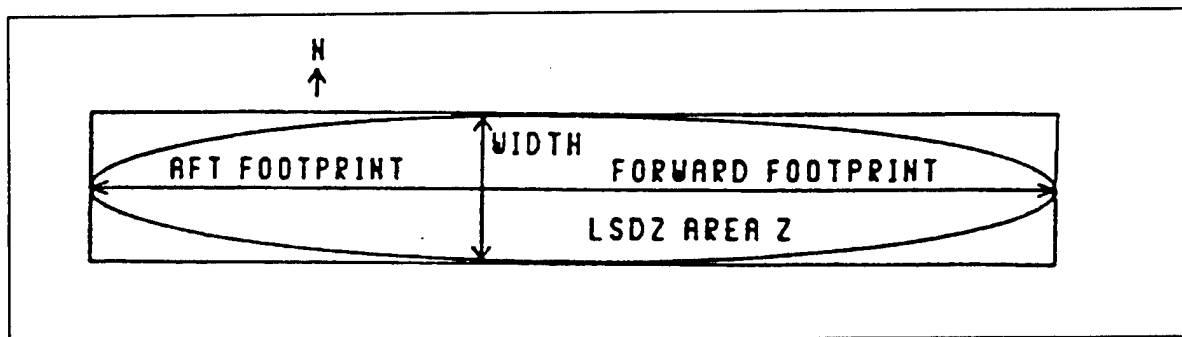 N
WIDTH
AFT FOOTPRINT
FORWARD FOOTPRINT
LSDZ AREA Z